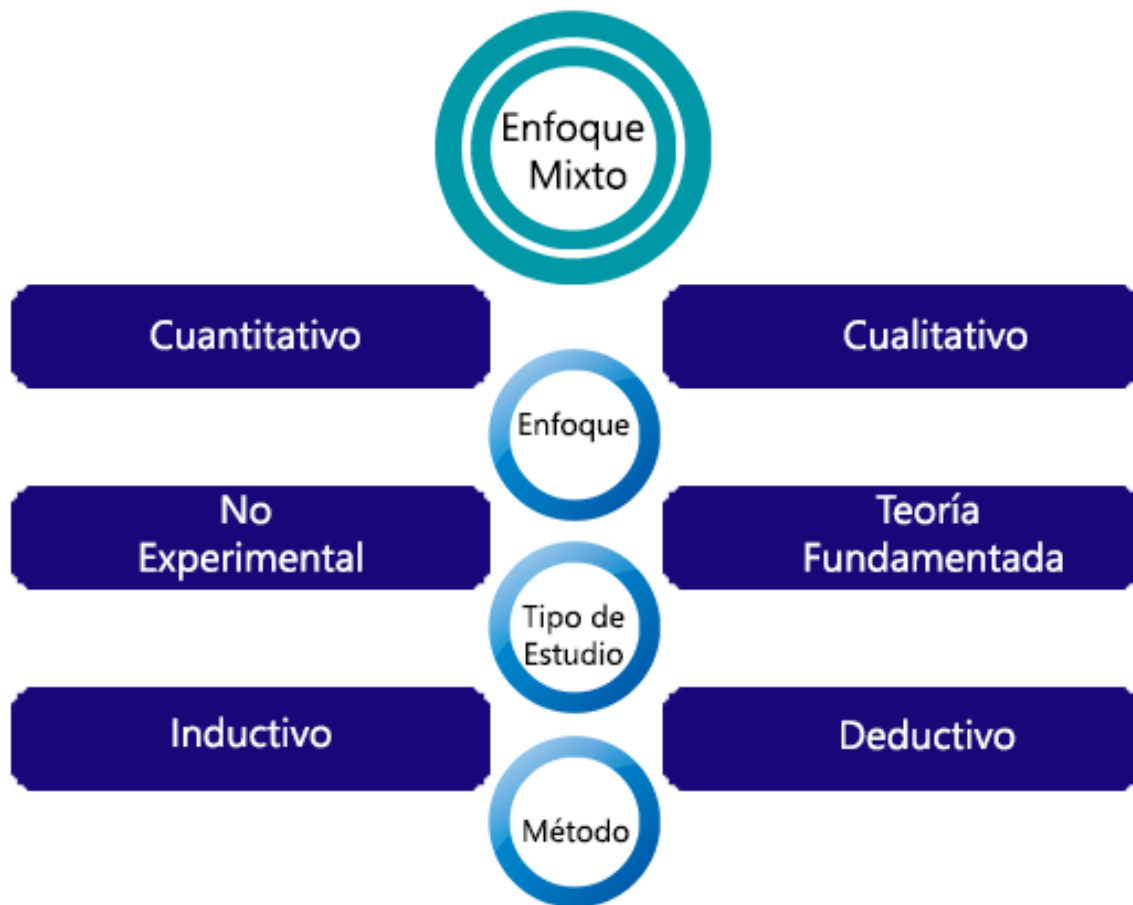 Enfoque
Mixto
Cuantitativo
Cualitativo
Enfoque
No
Experimental
Teoría
Fundamentada
Tipo de
Estudio
Inductivo
Deductivo
Método